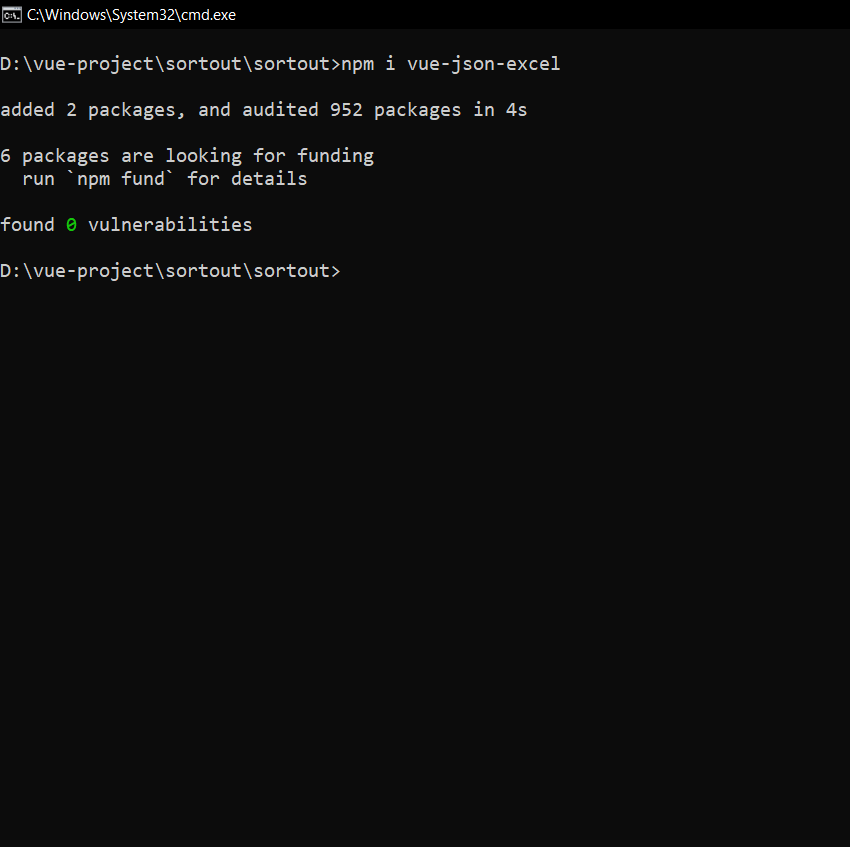 C:\Windows\System32\cmd.exe
D:\vue-project\sortout\sortout>npm i vue-json-excel
added 2 packages, and audited 952 packages in 4s
6 packages are looking for funding
  run `npm fund` for details
found 0 vulnerabilities
D:\vue-project\sortout\sortout>